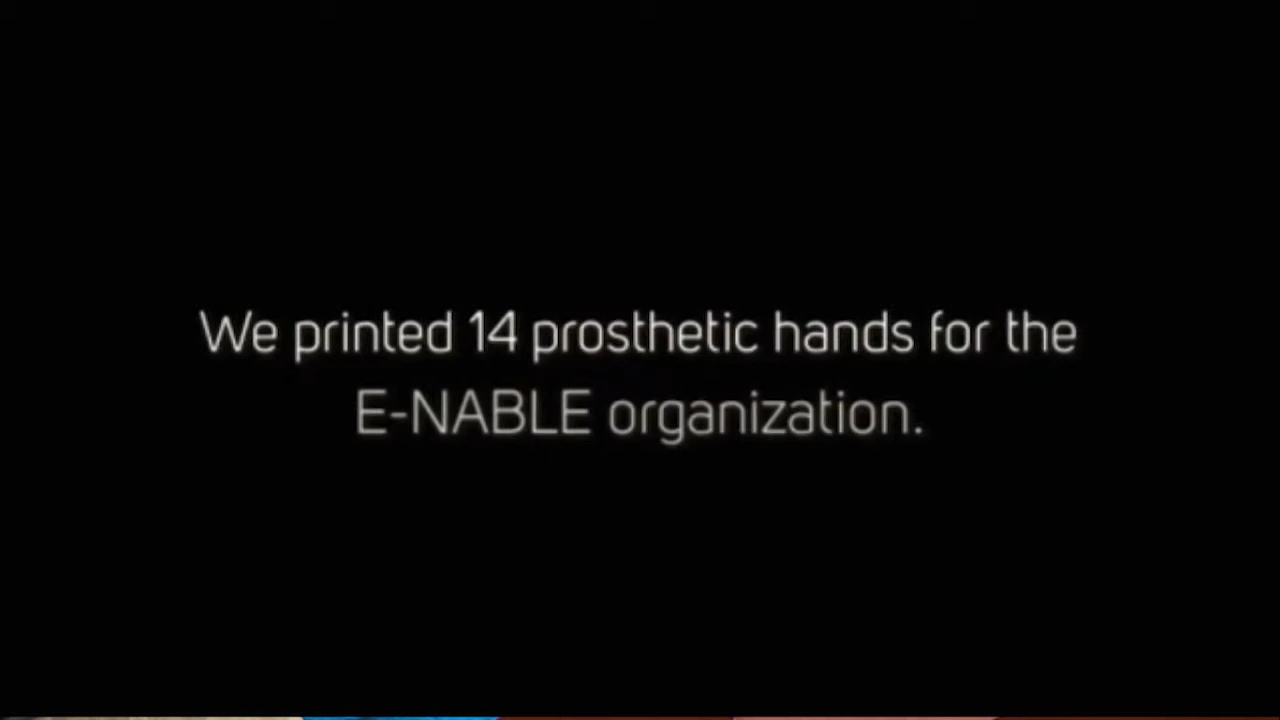 We printed 14 prosthetic hands for the
E-NABLE organization.